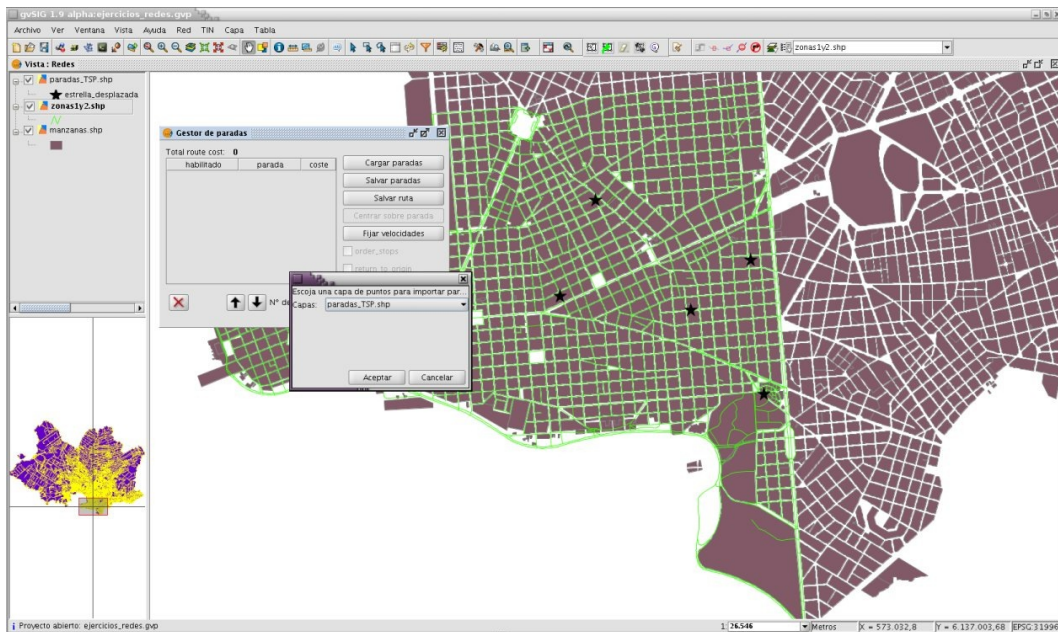 gvSIG 1.9 alpha:ejercicios_redes.gvp
Archivo Ver Ventana Vista Ayuda Red TIN Capa Tabla
zonas1y2.shp
Vista : Redes
paradas_TSP.shp
estrella_desplazada
zonas1y2.shp
manzanas.shp
Gestor de paradas
Total route cost: 0
habilitado parada coste
Cargar paradas
Salvar paradas
Salvar ruta
Centrar sobre parada
Fijar velocidades
order_stops
return_to_origin
Nº de
Escoja una capa de puntos para importar par...
Capas: paradas_TSP.shp
Aceptar Cancelar
Proyecto abierto: ejercicios_redes.gvp
1: 26.546 Metros X = 573.032,8 Y = 6.137.003,68 EPSG:31996